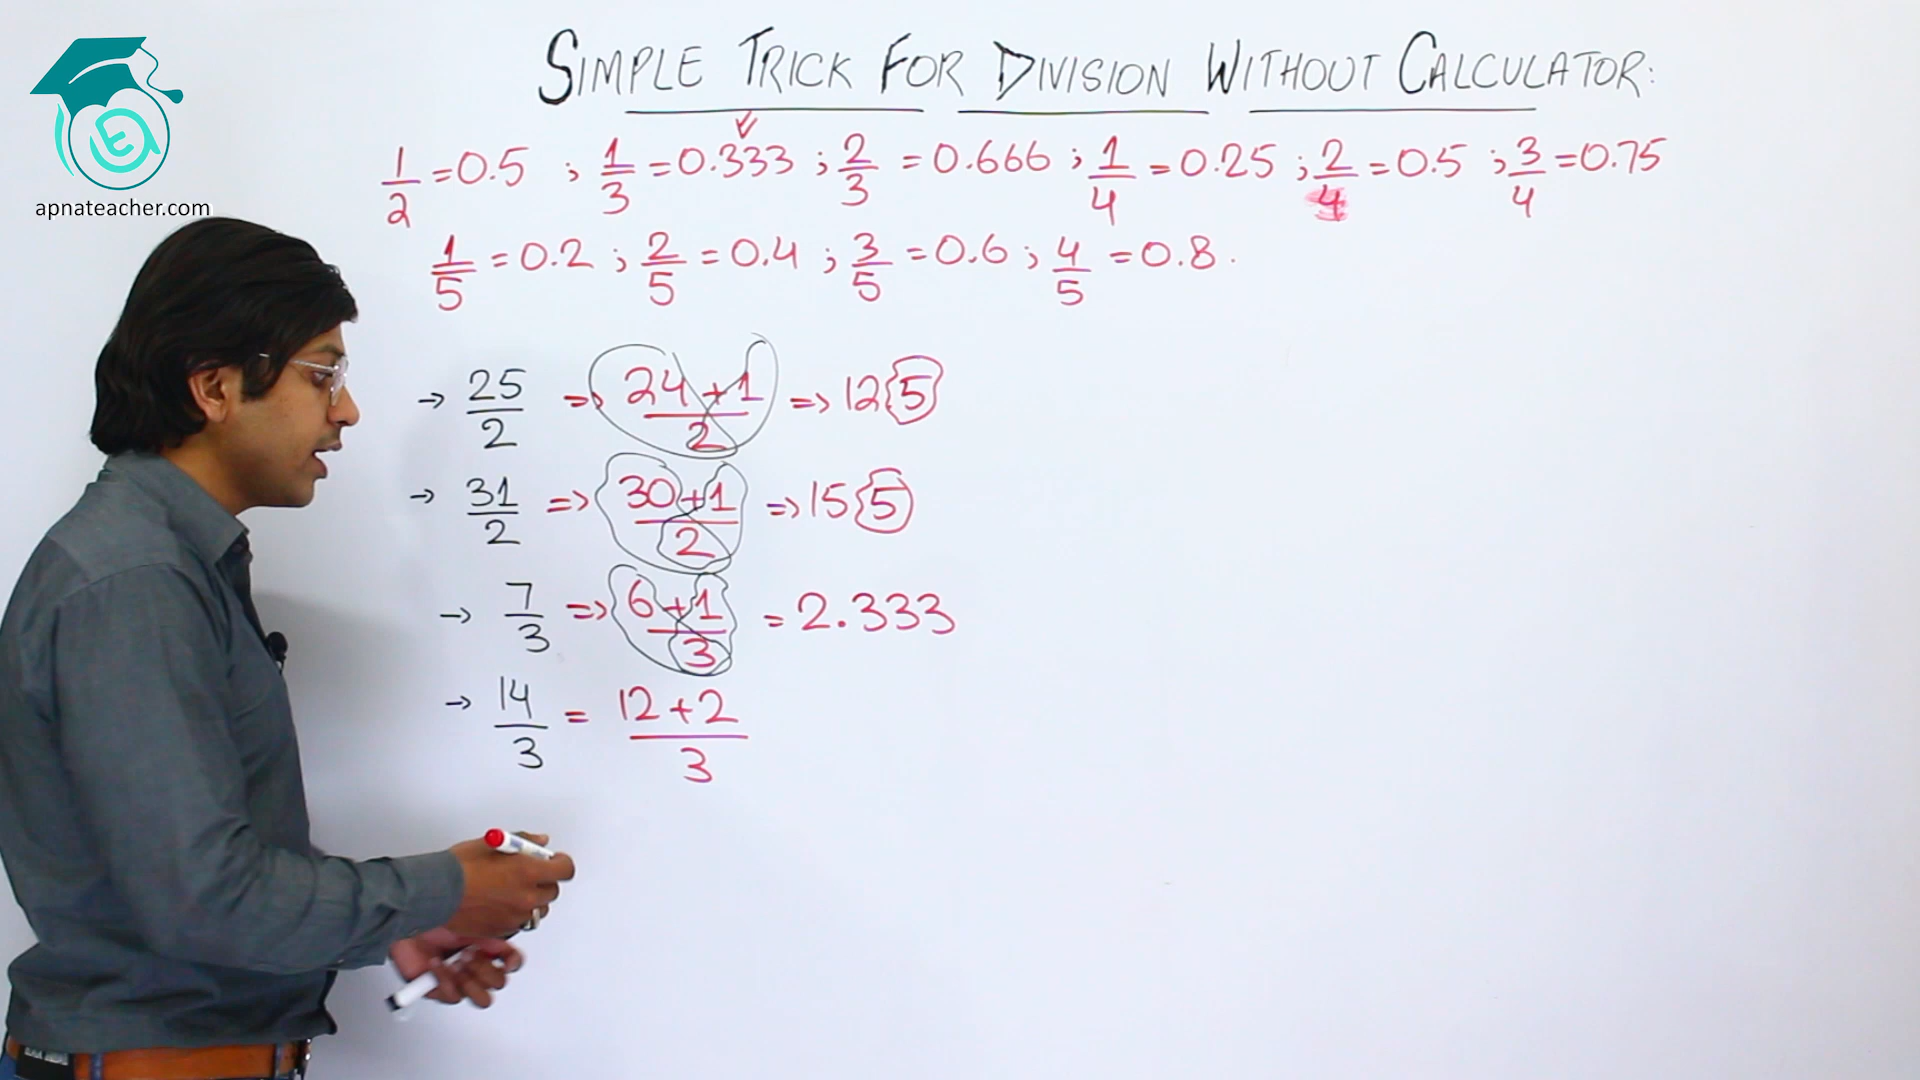 SIMPLE TRICK FOR DIVISION WITHOUT CALCULATOR:
apnateacher.com
1/2 = 0.5 ; 1/3 = 0.333 ; 2/3 = 0.666 ; 1/4 = 0.25 ; 2/4 = 0.5 ; 3/4 = 0.75
1/5 = 0.2 ; 2/5 = 0.4 ; 3/5 = 0.6 ; 4/5 = 0.8 .
→ 25/2 => 24+1/2 => 12 5
→ 31/2 => 30+1/2 => 15 5
→ 7/3 => 6+1/3 = 2.333
→ 14/3 = 12+2/3